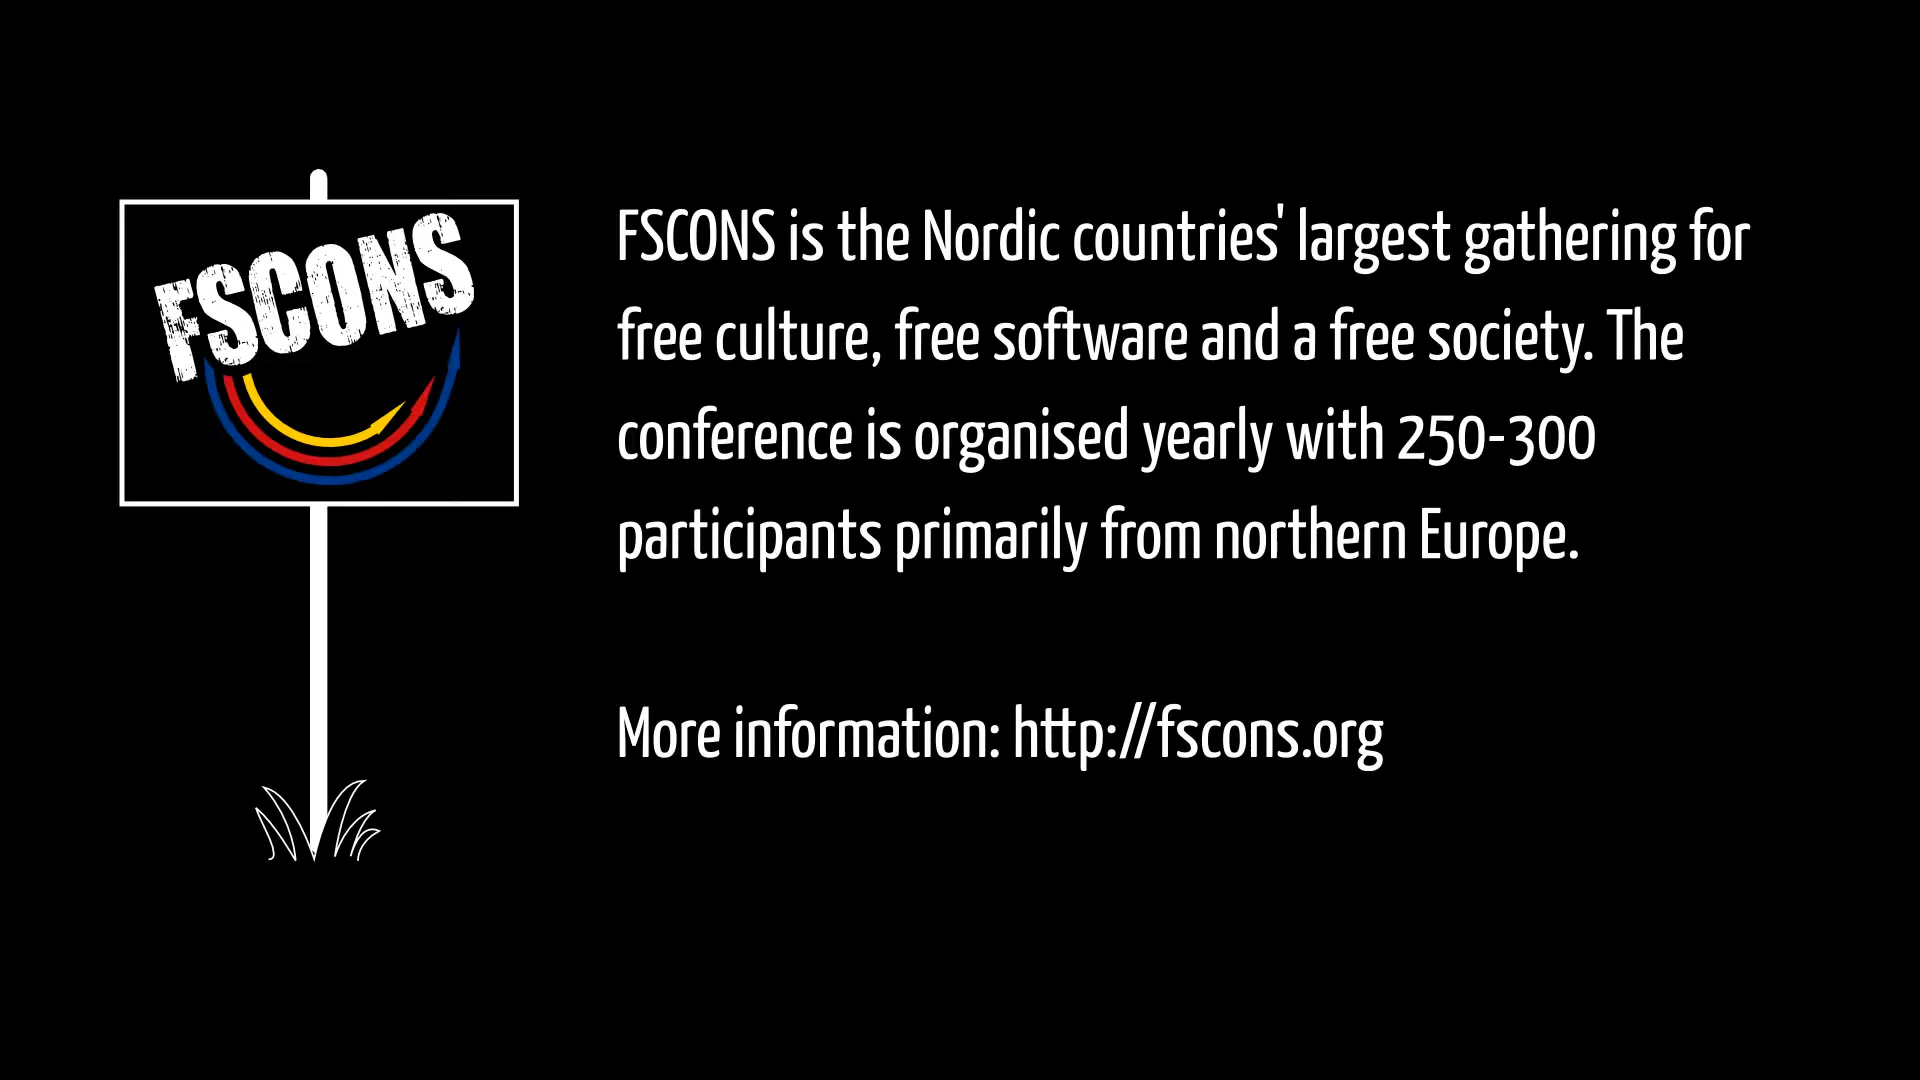 FSCONS
FSCONS is the Nordic countries' largest gathering for
free culture, free software and a free society. The
conference is organised yearly with 250-300
participants primarily from northern Europe.
More information: http://fscons.org